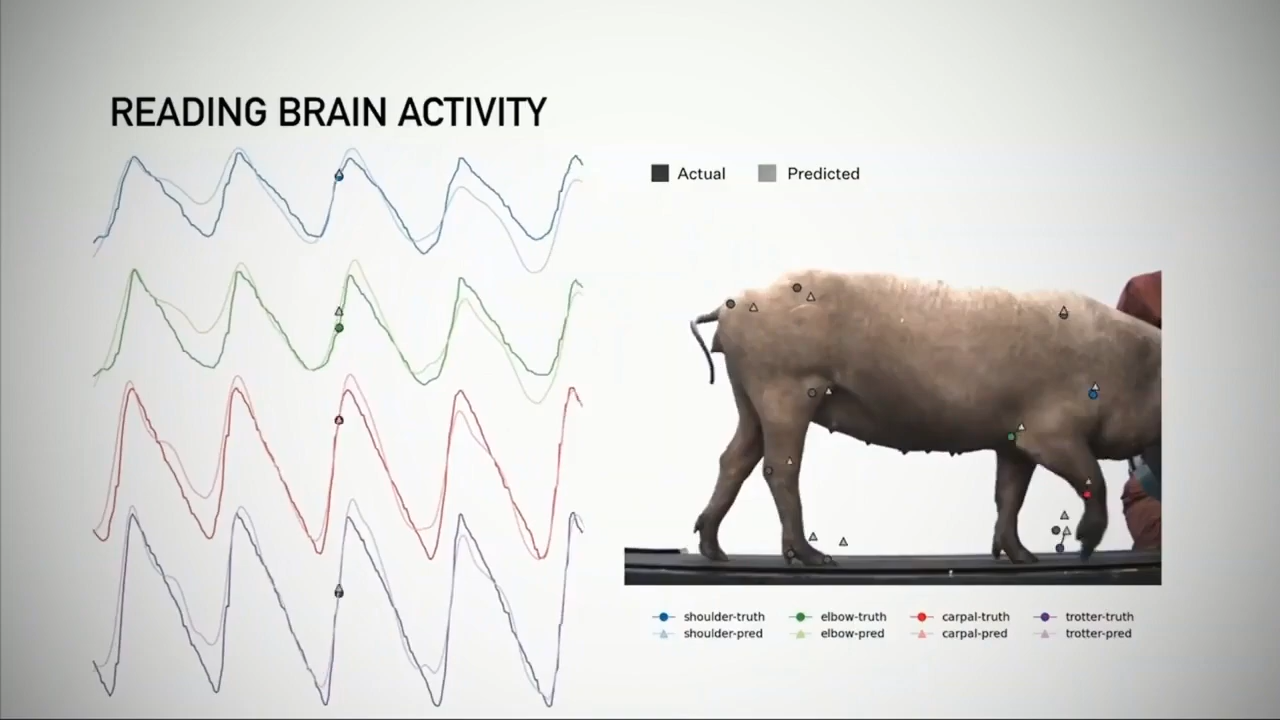 READING BRAIN ACTIVITY
Actual Predicted
shoulder-truth elbow-truth carpal-truth trotter-truth
shoulder-pred elbow-pred carpal-pred trotter-pred